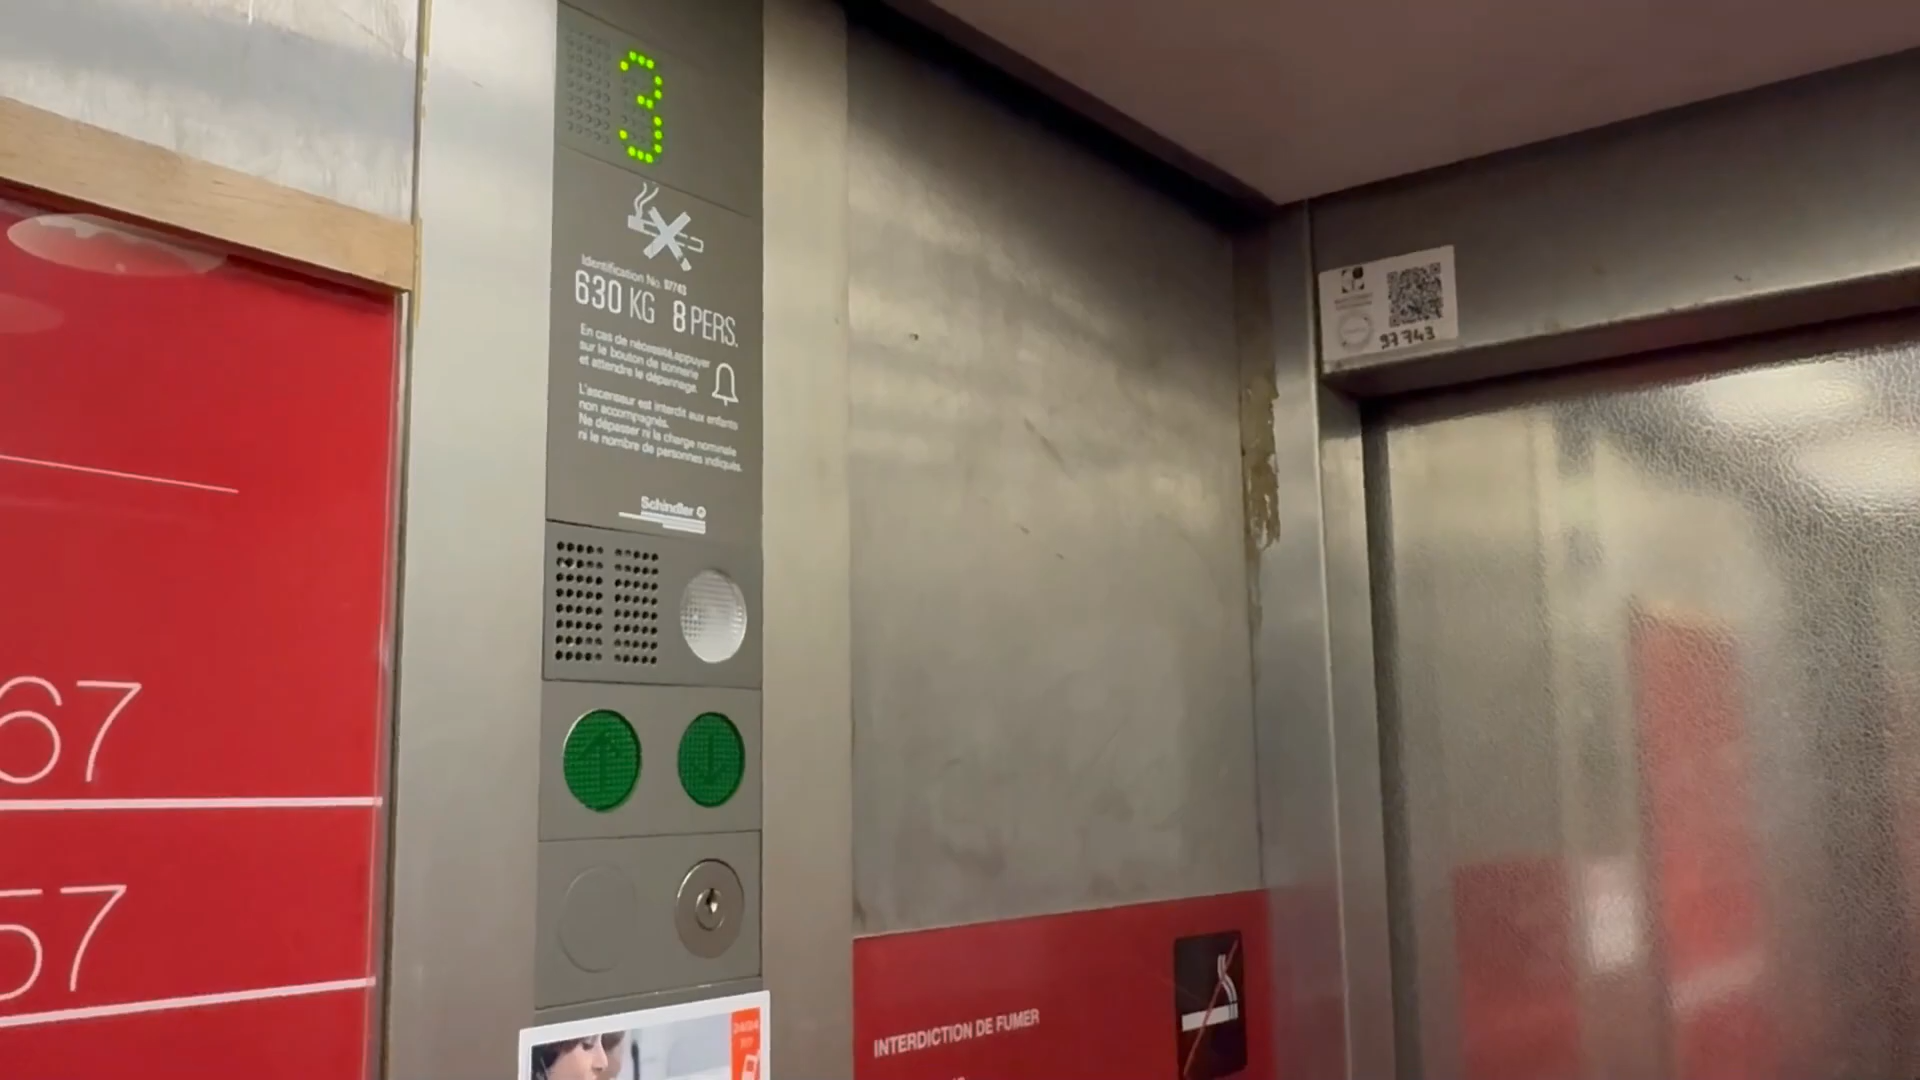 3
Identification No. 97743
630 KG 8 PERS.
En cas de nécessité, appuyer
sur le bouton de sonnerie
et attendre le dépannage.
L'ascenseur est interdit aux enfants
non accompagnés.
Ne dépasser ni la charge nominale
ni le nombre de personnes indiqués.
Schindler
67
57
97743
INTERDICTION DE FUMER